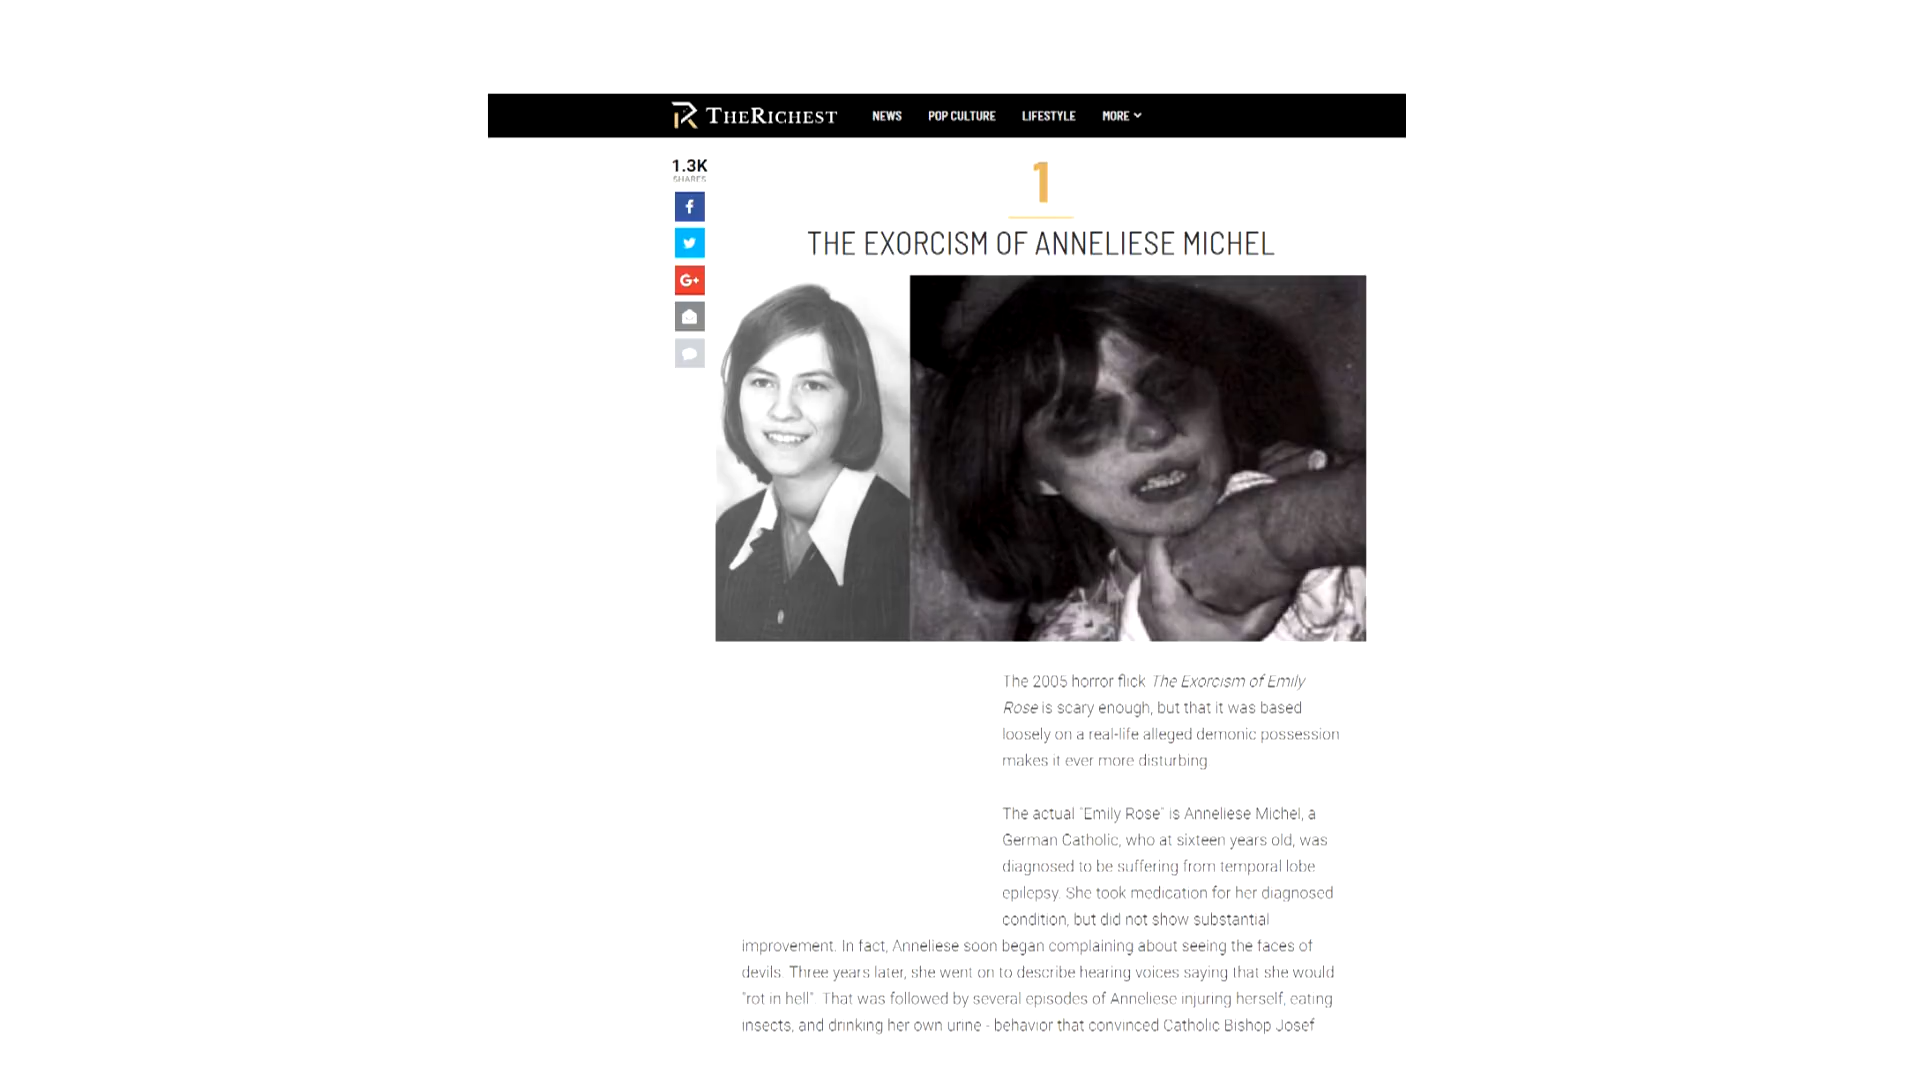 TheRichest NEWS POP CULTURE LIFESTYLE MORE
1.3K
SHARES
1
THE EXORCISM OF ANNELIESE MICHEL
The 2005 horror flick The Exorcism of Emily
Rose is scary enough, but that it was based
loosely on a real-life alleged demonic possession
makes it ever more disturbing
The actual "Emily Rose" is Anneliese Michel, a
German Catholic, who at sixteen years old, was
diagnosed to be suffering from temporal lobe
epilepsy. She took medication for her diagnosed
condition, but did not show substantial
improvement. In fact, Anneliese soon began complaining about seeing the faces of
devils. Three years later, she went on to describe hearing voices saying that she would
"rot in hell". That was followed by several episodes of Anneliese injuring herself, eating
insects, and drinking her own urine - behavior that convinced Catholic Bishop Josef